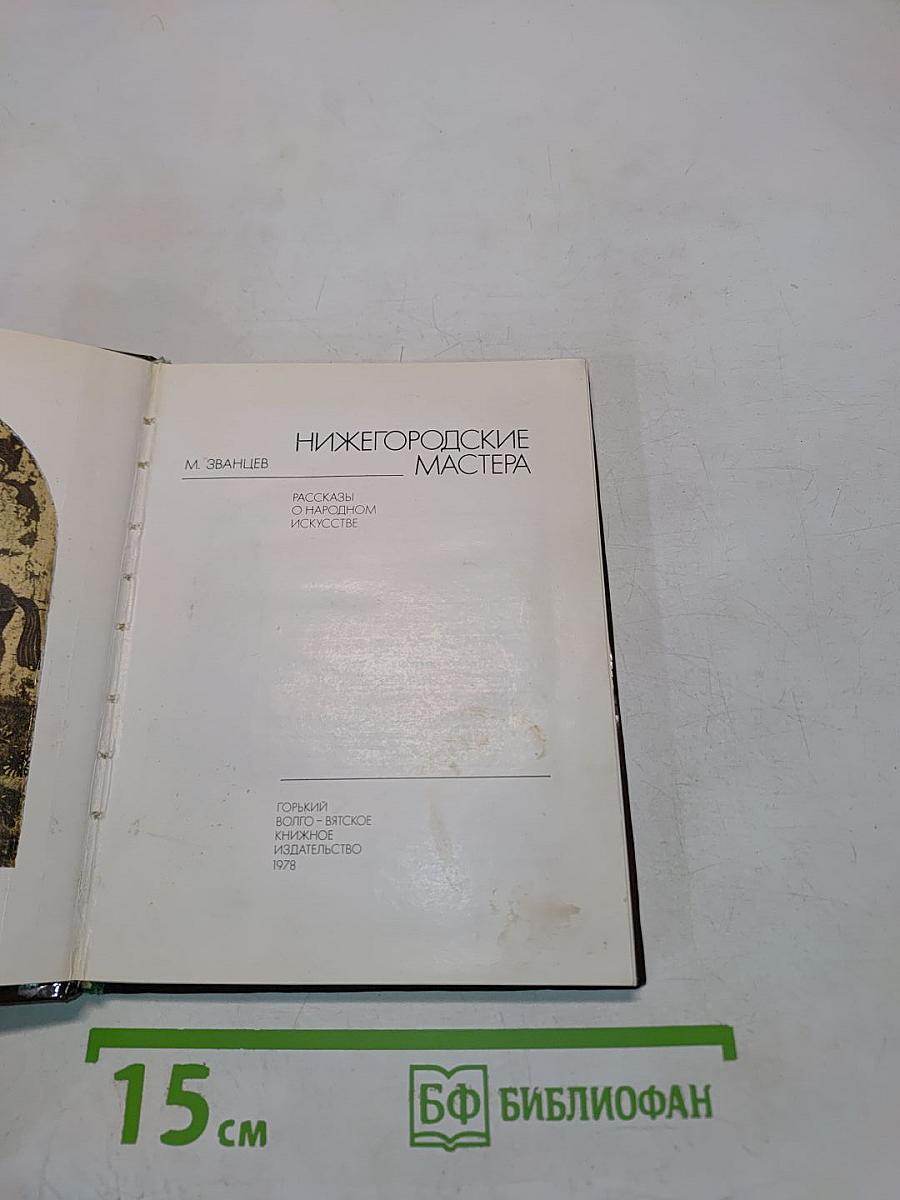 НИЖЕГОРОДСКИЕ
М. ЗВАНЦЕВ МАСТЕРА
РАССКАЗЫ
О НАРОДНОМ
ИСКУССТВЕ
ГОРЬКИЙ
ВОЛГО – ВЯТСКОЕ
КНИЖНОЕ
ИЗДАТЕЛЬСТВО
1978
15 см
БФ БИБЛИОФАН